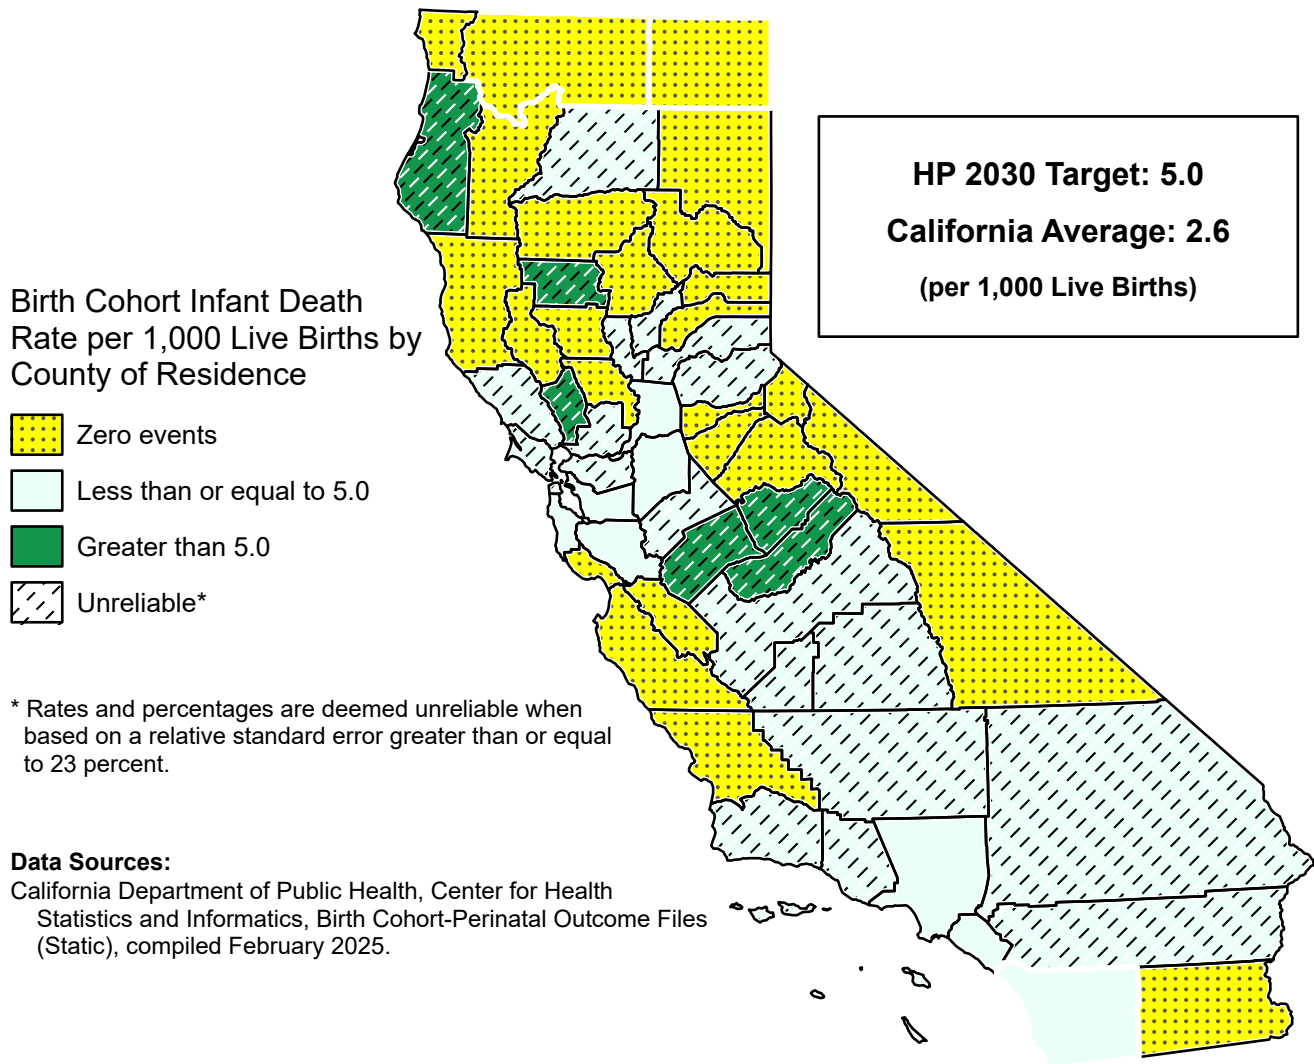 HP 2030 Target: 5.0
California Average: 2.6
(per 1,000 Live Births)
Birth Cohort Infant Death
Rate per 1,000 Live Births by
County of Residence
Zero events
Less than or equal to 5.0
Greater than 5.0
Unreliable*
* Rates and percentages are deemed unreliable when
based on a relative standard error greater than or equal
to 23 percent.
Data Sources:
California Department of Public Health, Center for Health
Statistics and Informatics, Birth Cohort-Perinatal Outcome Files
(Static), compiled February 2025.